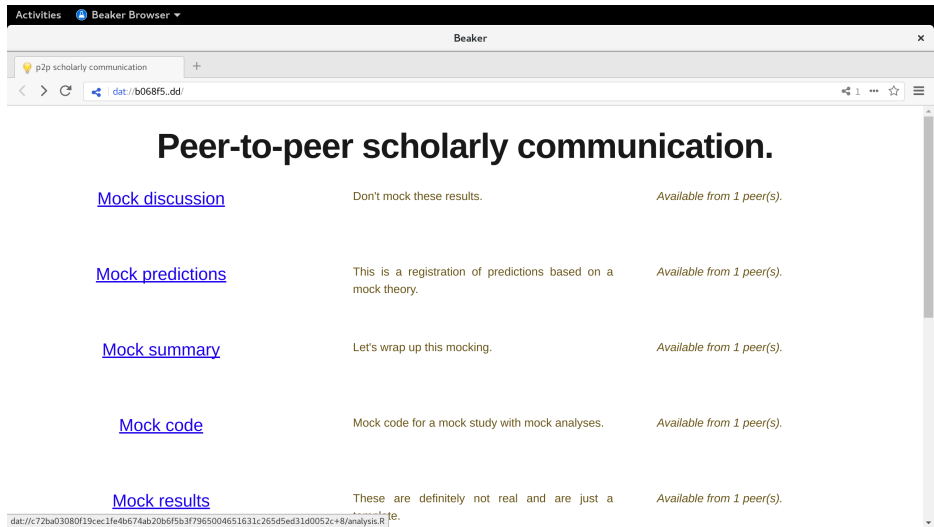 Activities Beaker Browser
Beaker ×
p2p scholarly communication +
dat://b068f5..dd/ 1
Peer-to-peer scholarly communication.
Mock discussion Don't mock these results. Available from 1 peer(s).
Mock predictions This is a registration of predictions based on a Available from 1 peer(s).
mock theory.
Mock summary Let's wrap up this mocking. Available from 1 peer(s).
Mock code Mock code for a mock study with mock analyses. Available from 1 peer(s).
Mock results These are definitely not real and are just a Available from 1 peer(s).
dat://c72ba03080f19cec1fe4b674ab20b6f5b3f7965004651631c265d5ed31d0052c+8/analysis.R